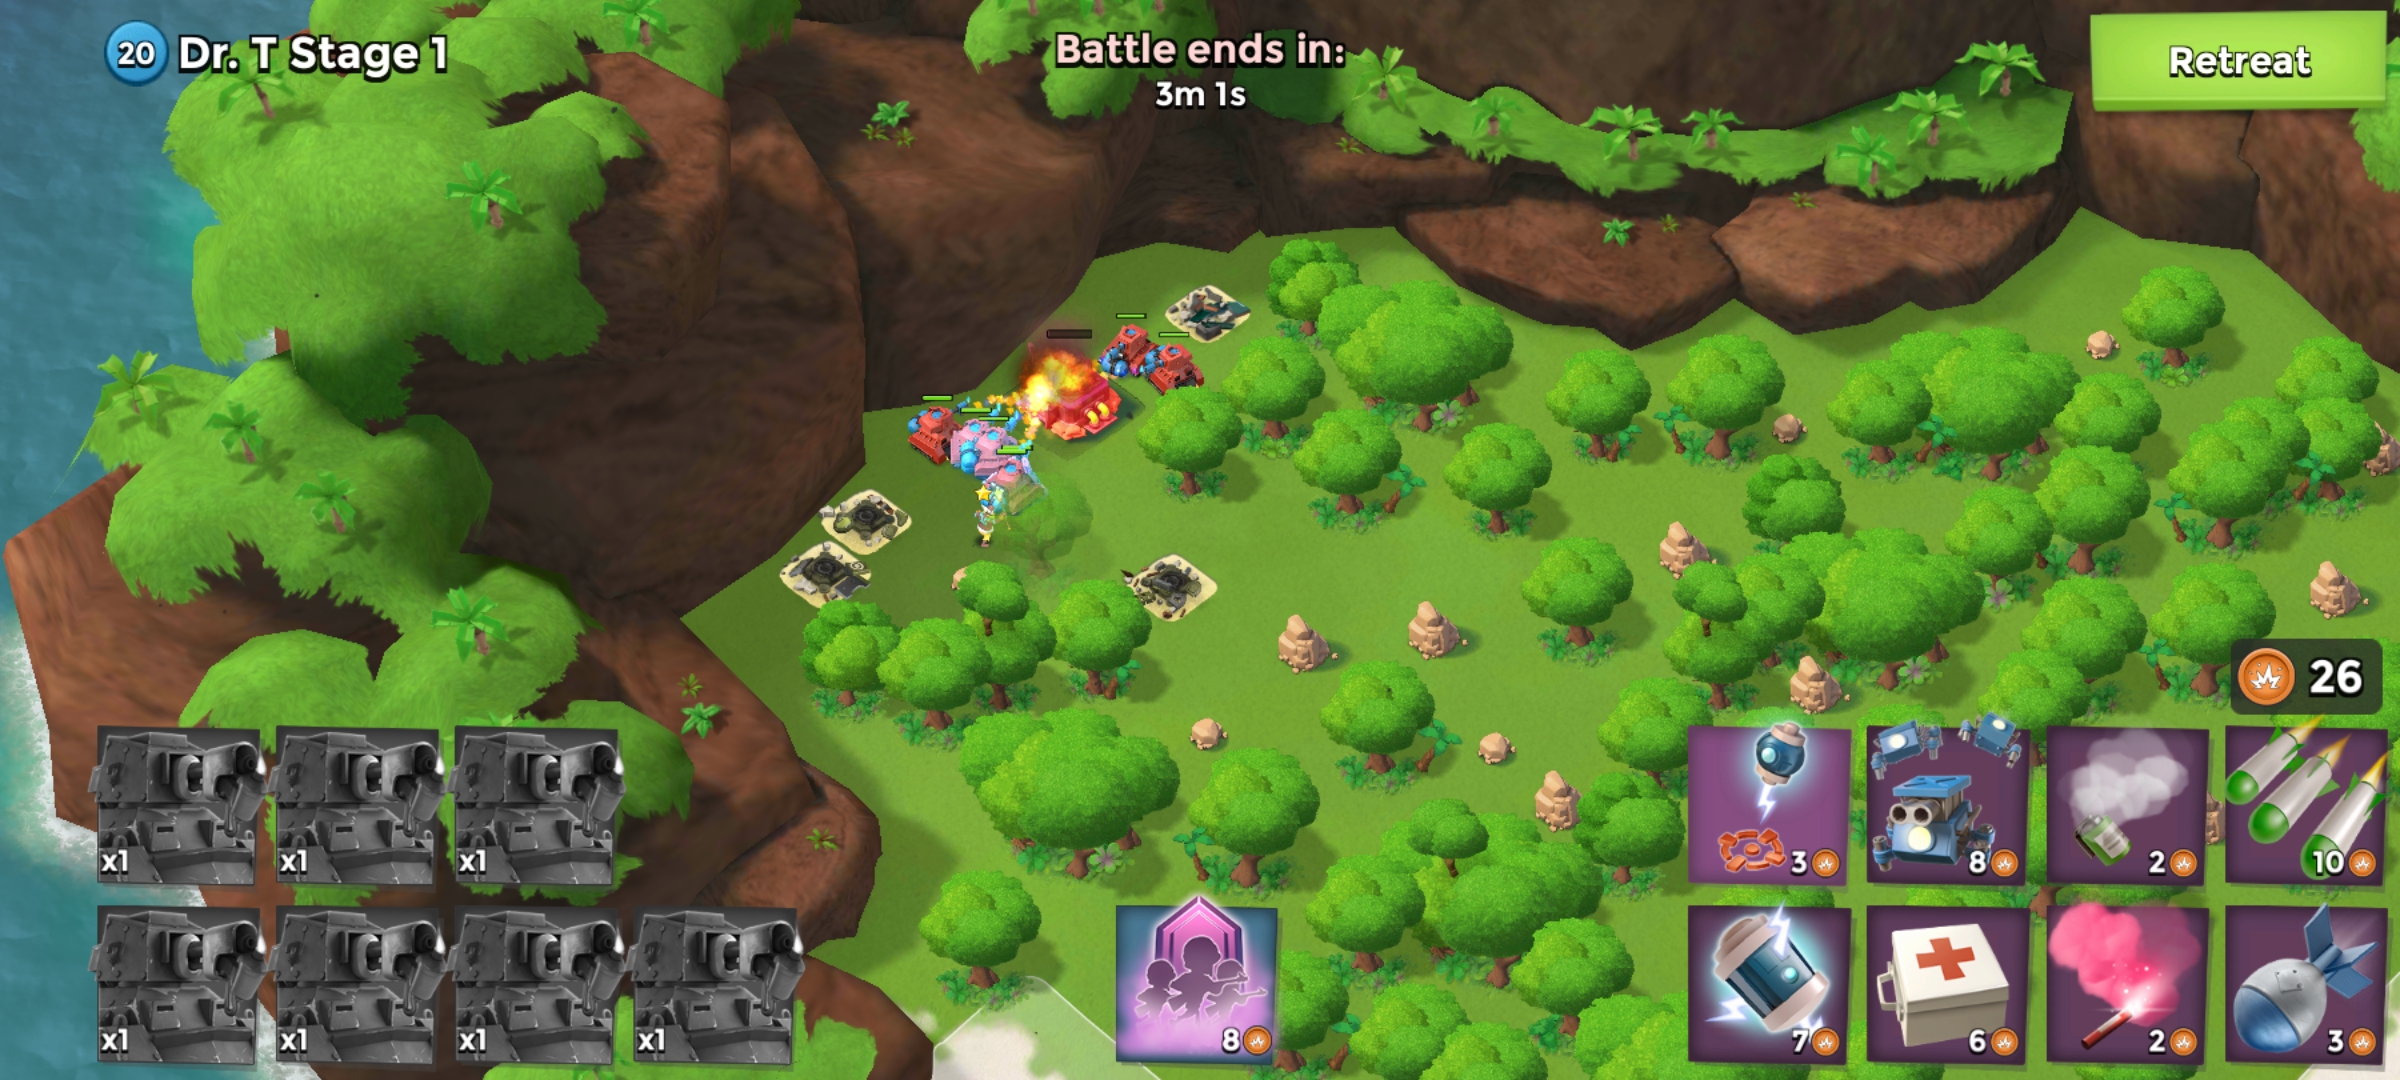 20 Dr. T Stage 1
Battle ends in:
3m 1s
Retreat
26
x1 x1 x1
3 8 2 10
x1 x1 x1 x1
8
7 6 2 3